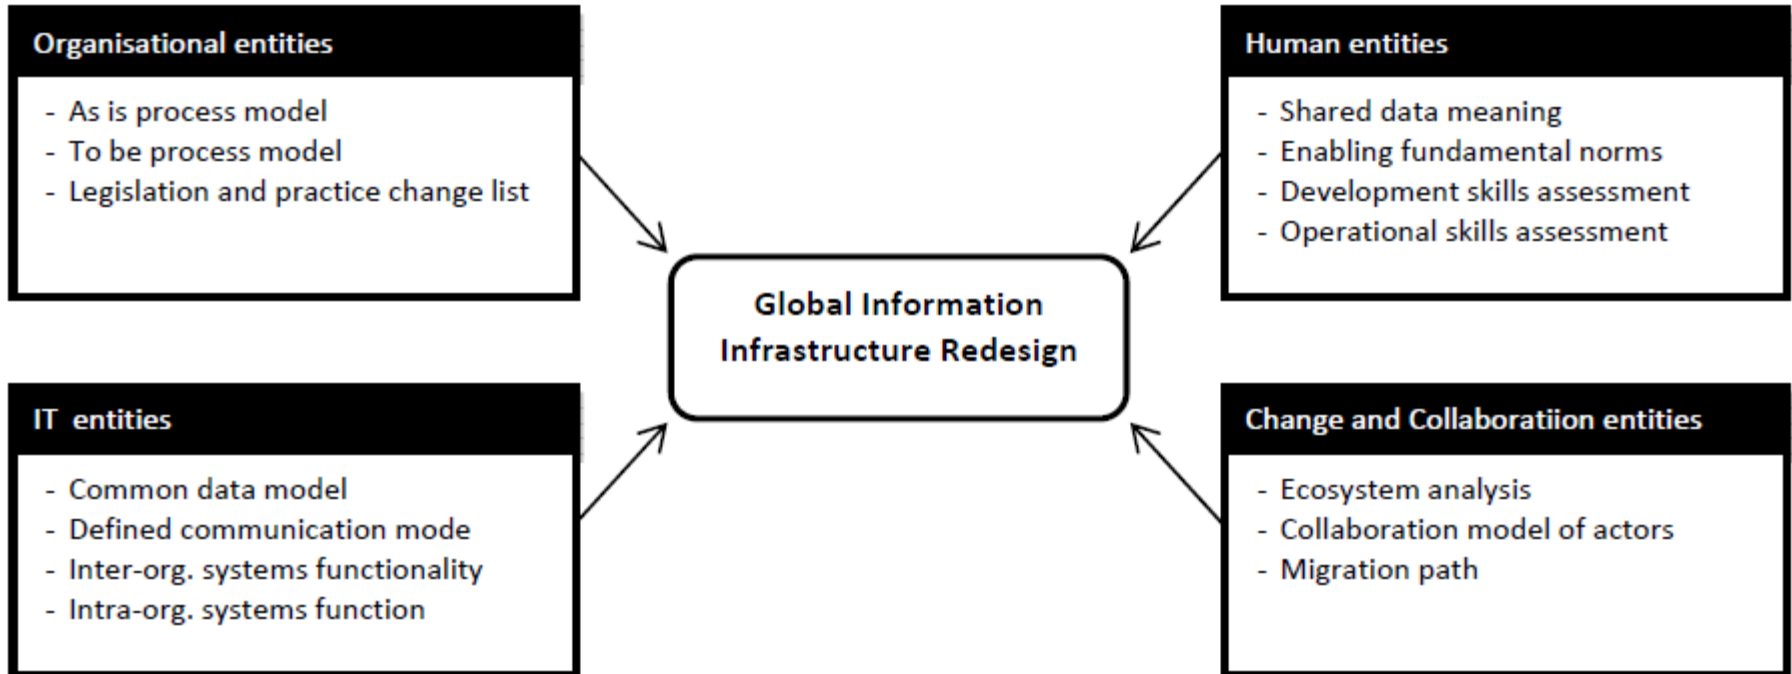 Organisational entities
- As is process model
- To be process model
- Legislation and practice change list
Human entities
- Shared data meaning
- Enabling fundamental norms
- Development skills assessment
- Operational skills assessment
Global Information
Infrastructure Redesign
IT  entities
- Common data model
- Defined communication mode
- Inter-org. systems functionality
- Intra-org. systems function
Change and Collaboratiion entities
- Ecosystem analysis
- Collaboration model of actors
- Migration path